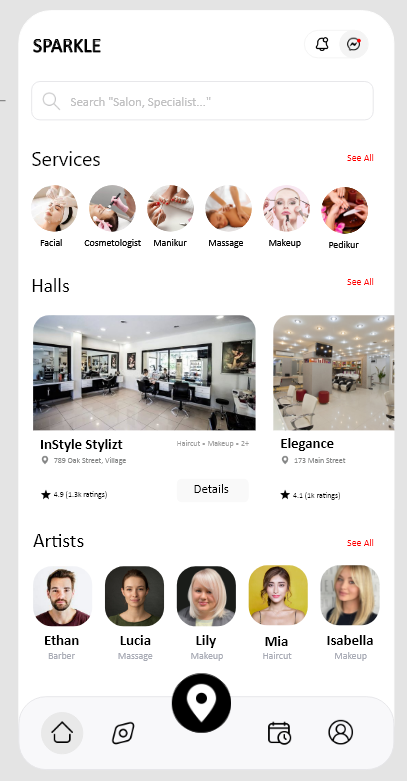 SPARKLE
Search "Salon, Specialist..."
Services
See All
Facial
Cosmetologist
Manikur
Massage
Makeup
Pedikur
Halls
See All
InStyle Stylizt
Haircut • Makeup • 2+
789 Oak Street, Village
4.9 (1.3k ratings)
Details
Elegance
173 Main Street
4.1 (1k ratings)
Artists
See All
Ethan
Barber
Lucia
Massage
Lily
Makeup
Mia
Haircut
Isabella
Makeup